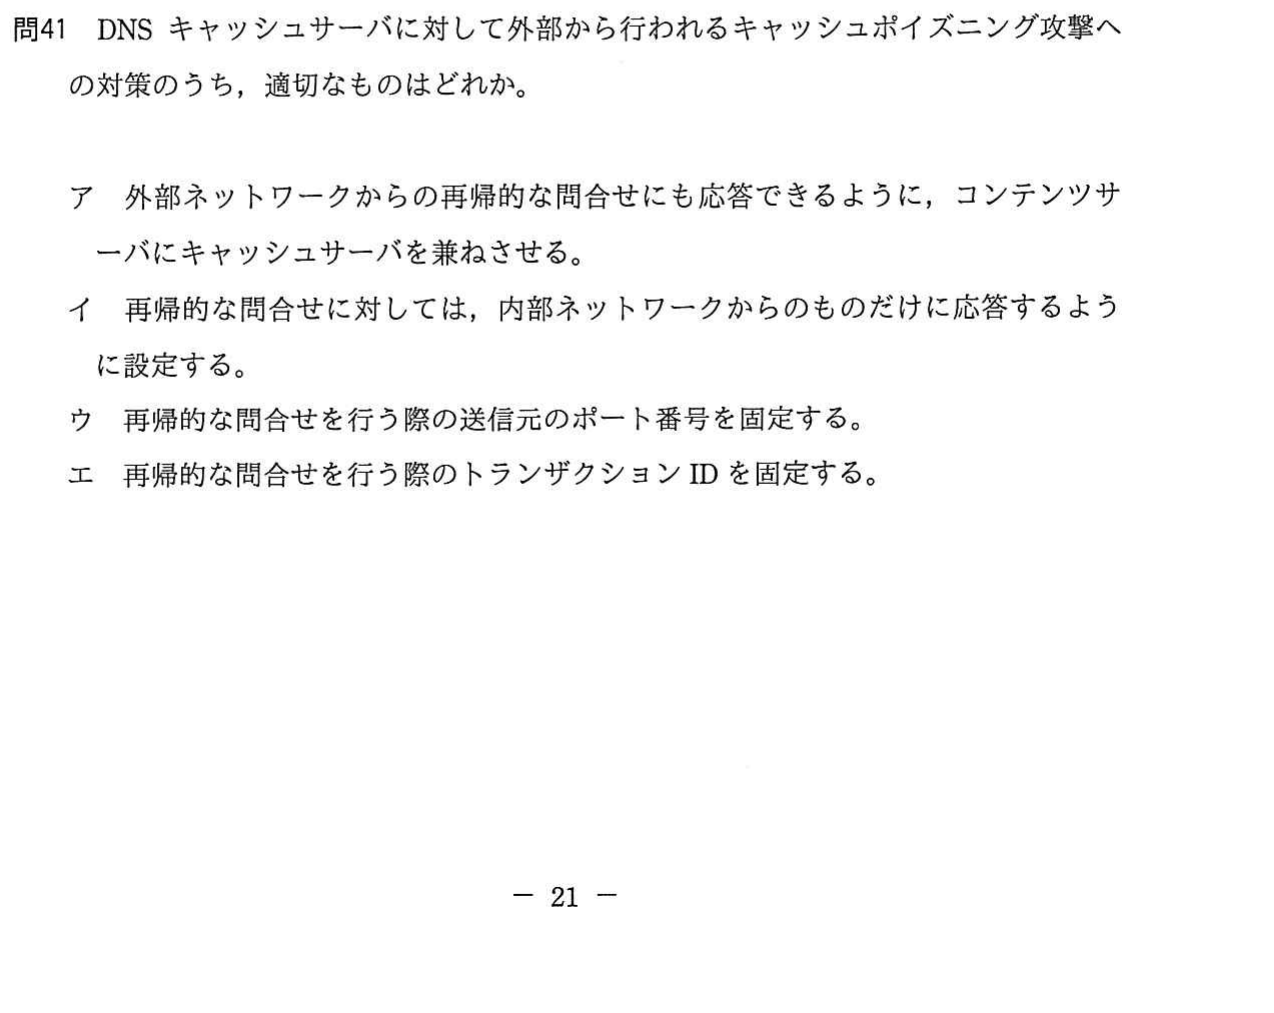 問41 DNS キャッシュサーバに対して外部から行われるキャッシュポイズニング攻撃へ
の対策のうち，適切なものはどれか。
ア 外部ネットワークからの再帰的な問合せにも応答できるように，コンテンツサ
ーバにキャッシュサーバを兼ねさせる。
イ 再帰的な問合せに対しては，内部ネットワークからのものだけに応答するよう
に設定する。
ウ 再帰的な問合せを行う際の送信元のポート番号を固定する。
エ 再帰的な問合せを行う際のトランザクション ID を固定する。
－ 21 －